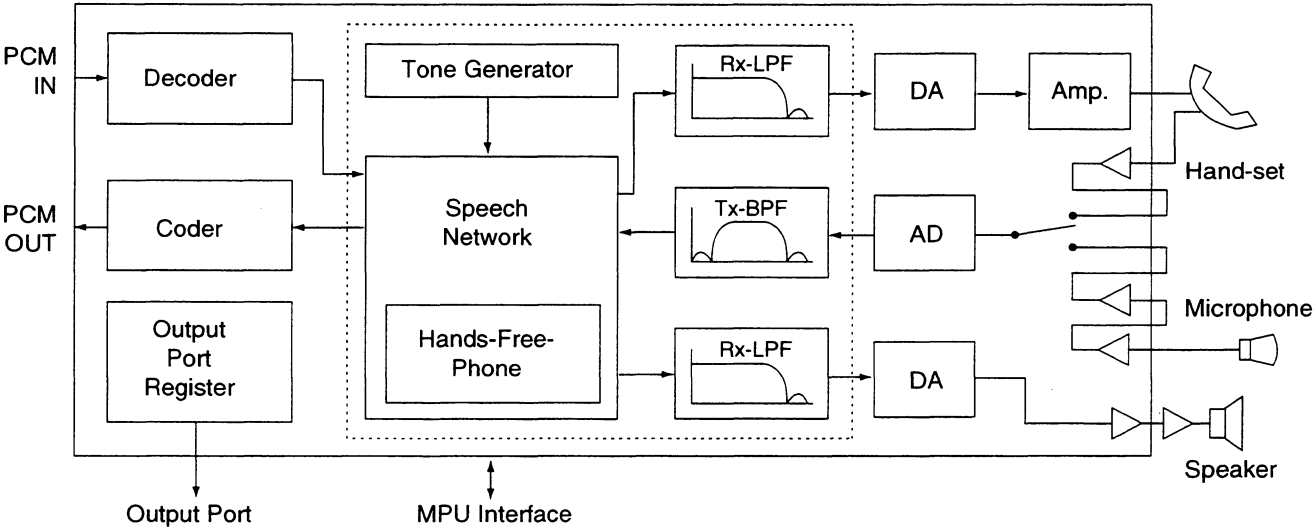 PCM
IN
Decoder
Tone Generator
Rx-LPF
DA
Amp.
Hand-set
PCM
OUT
Coder
Speech
Network
Tx-BPF
AD
Microphone
Output
Port
Register
Hands-Free-
Phone
Rx-LPF
DA
Speaker
Output Port
MPU Interface